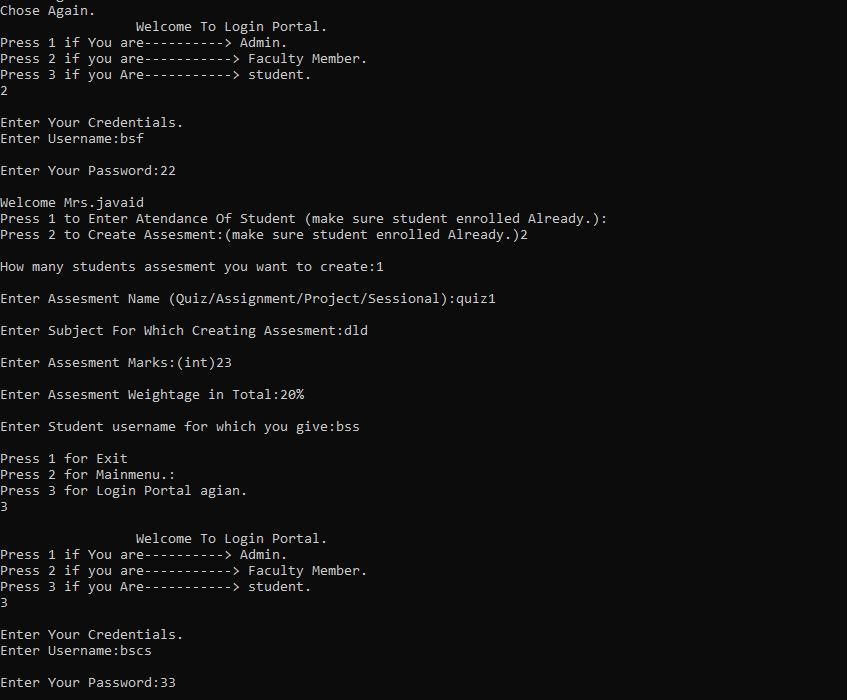 Chose Again.
Welcome To Login Portal.
Press 1 if You are----------> Admin.
Press 2 if you are-----------> Faculty Member.
Press 3 if you Are-----------> student.
2
Enter Your Credentials.
Enter Username:bsf
Enter Your Password:22
Welcome Mrs.javaid
Press 1 to Enter Atendance Of Student (make sure student enrolled Already.):
Press 2 to Create Assesment:(make sure student enrolled Already.)2
How many students assesment you want to create:1
Enter Assesment Name (Quiz/Assignment/Project/Sessional):quiz1
Enter Subject For Which Creating Assesment:dld
Enter Assesment Marks:(int)23
Enter Assesment Weightage in Total:20%
Enter Student username for which you give:bss
Press 1 for Exit
Press 2 for Mainmenu.:
Press 3 for Login Portal agian.
3
Welcome To Login Portal.
Press 1 if You are----------> Admin.
Press 2 if you are-----------> Faculty Member.
Press 3 if you Are-----------> student.
3
Enter Your Credentials.
Enter Username:bscs
Enter Your Password:33